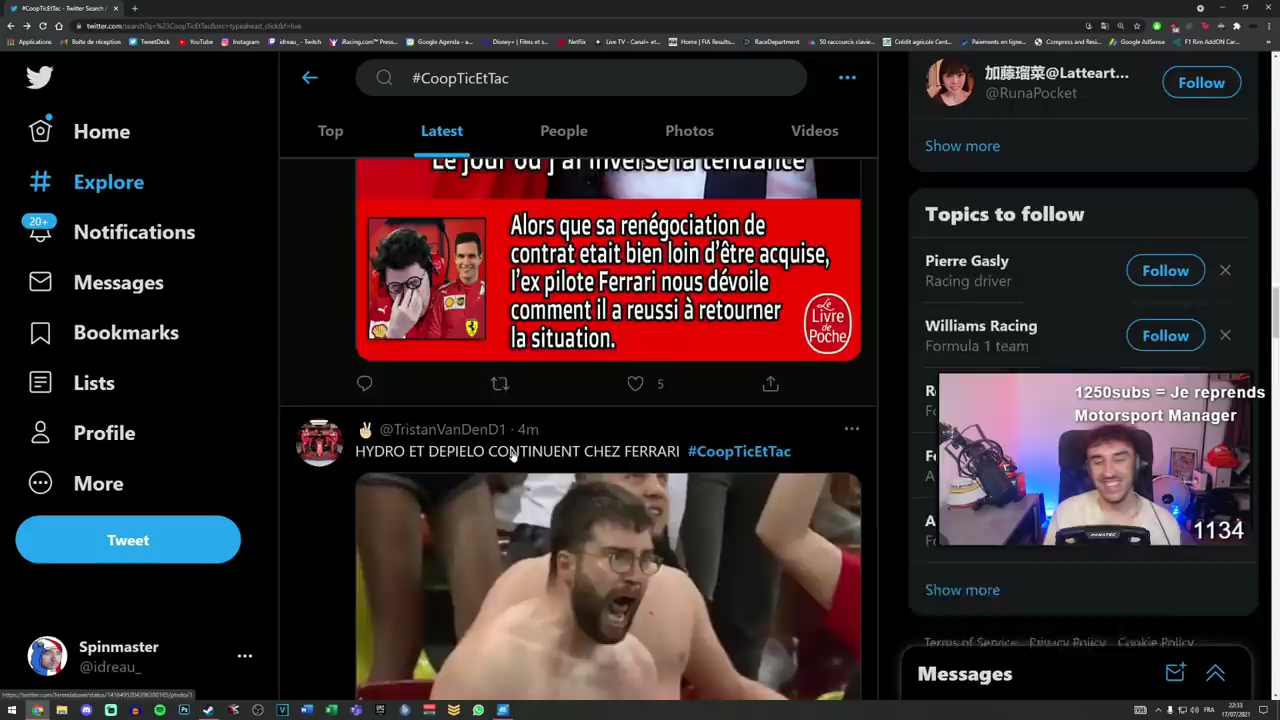 #CoopTicEtTac - Twitter Search /
twitter.com/search?q=%23CoopTicEtTac&src=typeahead_click&f=live
Applications
Boîte de réception
TweetDeck
YouTube
Instagram
idreau_ - Twitch
iRacing.com™ Press...
Google Agenda - a...
Disney+ | Films et s...
Netflix
Live TV - Canal+ et...
Home | FIA Results...
RaceDepartment
50 raccourcis clavie...
Crédit agricole Cent...
Paiements en ligne...
Compress and Resi...
Google AdSense
F1 Rim AddON Car...
#CoopTicEtTac
Top
Latest
People
Photos
Videos
Home
Explore
20+
Notifications
Messages
Bookmarks
Lists
Profile
More
Tweet
Spinmaster
@idreau_
Le jour où j'ai inversé la tendance
Alors que sa renégociation de
contrat etait bien loin d'être acquise,
l'ex pilote Ferrari nous dévoile
comment il a reussi à retourner
la situation.
Le
Livre
de
Poche
5
@TristanVanDenD1 · 4m
HYDRO ET DEPIELO CONTINUENT CHEZ FERRARI #CoopTicEtTac
加藤瑠菜@Latteart...
@RunaPocket
Follow
Show more
Topics to follow
Pierre Gasly
Racing driver
Follow
Williams Racing
Formula 1 team
Follow
1250subs = Je reprends
Motorsport Manager
FANATEC
1134
Show more
Terms of Service Privacy Policy Cookie Policy
Messages
FR
22:33
17/07/2021